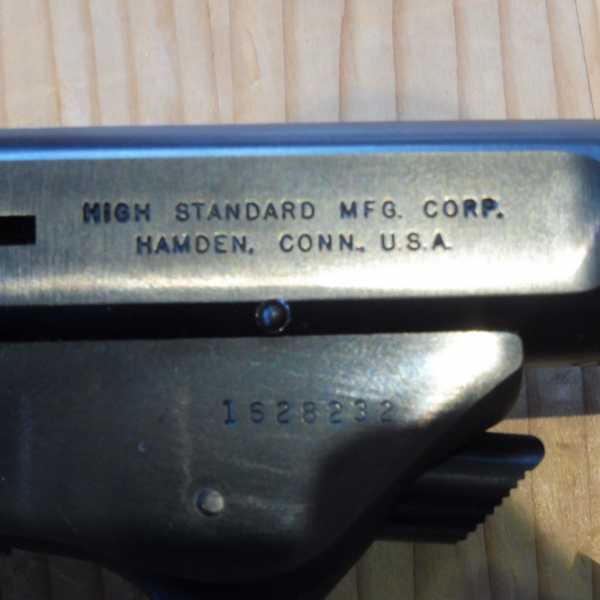 HIGH STANDARD MFG. CORP.
HAMDEN, CONN., U.S.A.
1628232